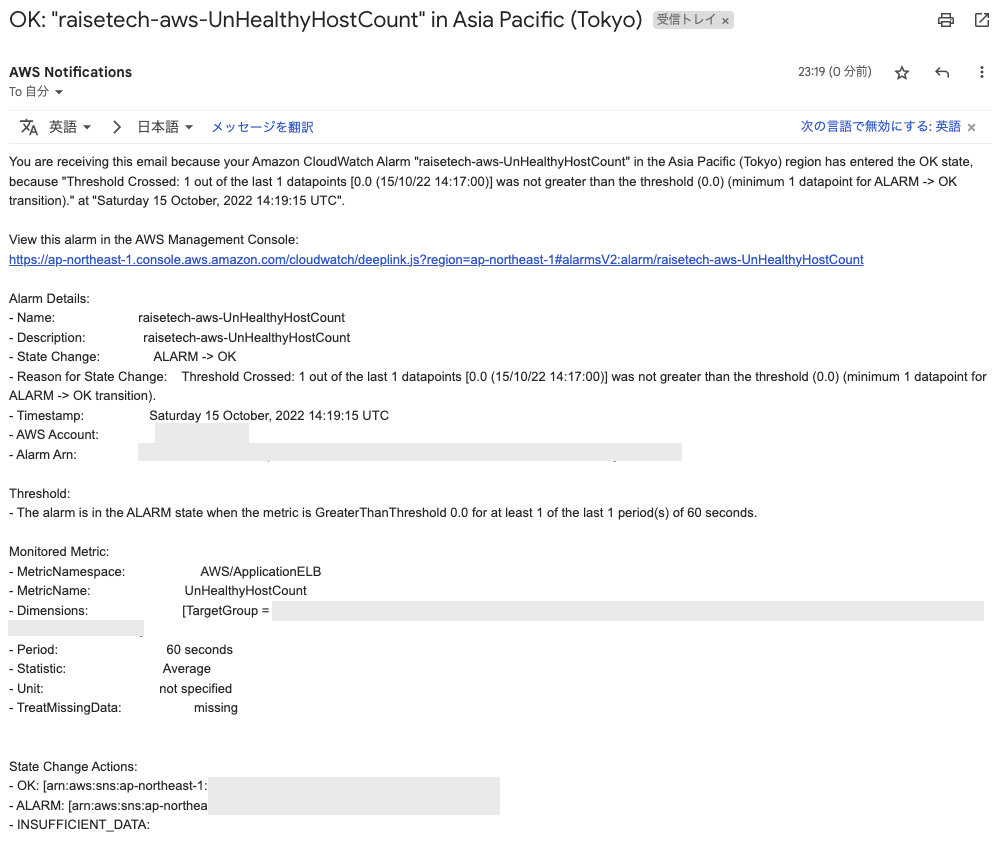 OK: "raisetech-aws-UnHealthyHostCount" in Asia Pacific (Tokyo) 受信トレイ ×
AWS Notifications 23:19 (0 分前)
To 自分
英語 日本語 メッセージを翻訳 次の言語で無効にする: 英語 ×
You are receiving this email because your Amazon CloudWatch Alarm "raisetech-aws-UnHealthyHostCount" in the Asia Pacific (Tokyo) region has entered the OK state,
because "Threshold Crossed: 1 out of the last 1 datapoints [0.0 (15/10/22 14:17:00)] was not greater than the threshold (0.0) (minimum 1 datapoint for ALARM -> OK
transition)." at "Saturday 15 October, 2022 14:19:15 UTC".
View this alarm in the AWS Management Console:
https://ap-northeast-1.console.aws.amazon.com/cloudwatch/deeplink.js?region=ap-northeast-1#alarmsV2:alarm/raisetech-aws-UnHealthyHostCount
Alarm Details:
- Name: raisetech-aws-UnHealthyHostCount
- Description: raisetech-aws-UnHealthyHostCount
- State Change: ALARM -> OK
- Reason for State Change: Threshold Crossed: 1 out of the last 1 datapoints [0.0 (15/10/22 14:17:00)] was not greater than the threshold (0.0) (minimum 1 datapoint for
ALARM -> OK transition).
- Timestamp: Saturday 15 October, 2022 14:19:15 UTC
- AWS Account:
- Alarm Arn:
Threshold:
- The alarm is in the ALARM state when the metric is GreaterThanThreshold 0.0 for at least 1 of the last 1 period(s) of 60 seconds.
Monitored Metric:
- MetricNamespace: AWS/ApplicationELB
- MetricName: UnHealthyHostCount
- Dimensions: [TargetGroup =
- Period: 60 seconds
- Statistic: Average
- Unit: not specified
- TreatMissingData: missing
State Change Actions:
- OK: [arn:aws:sns:ap-northeast-1:
- ALARM: [arn:aws:sns:ap-northea
- INSUFFICIENT_DATA: